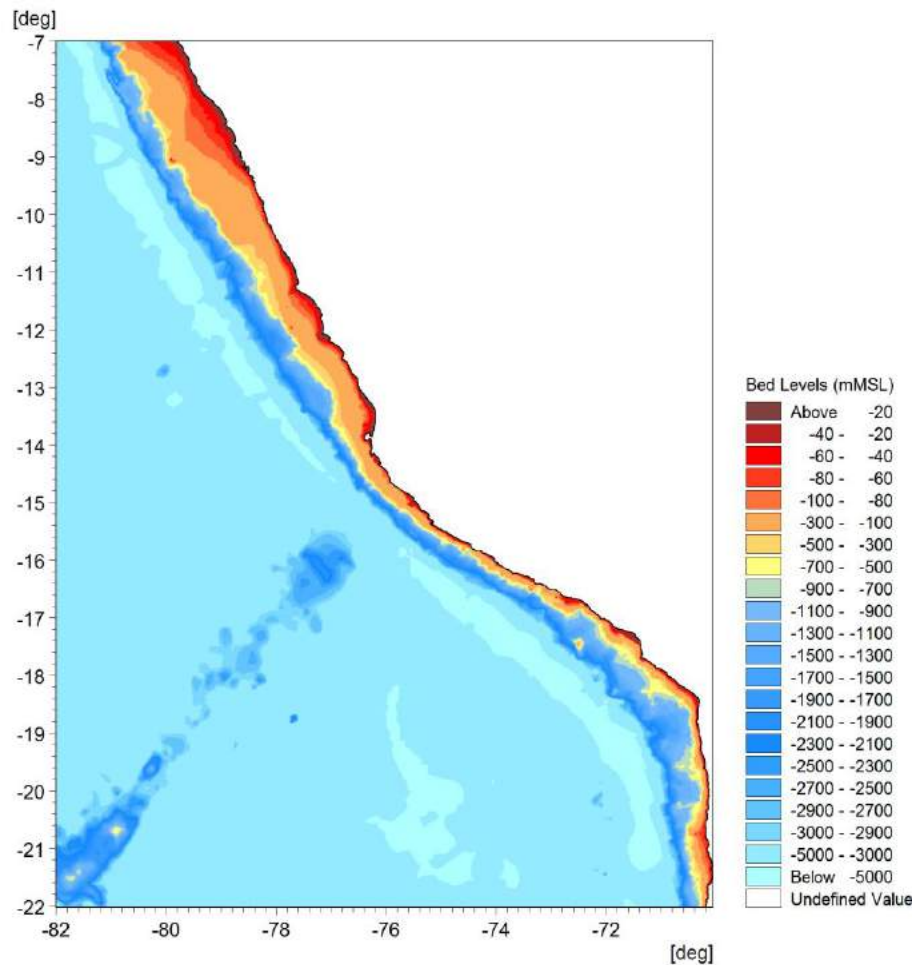 [deg]
-7
-8
-9
-10
-11
-12
-13
-14
-15
-16
-17
-18
-19
-20
-21
-22
-82
-80
-78
-76
-74
-72
[deg]
Bed Levels (mMSL)
Above -20
-40 - -20
-60 - -40
-80 - -60
-100 - -80
-300 - -100
-500 - -300
-700 - -500
-900 - -700
-1100 - -900
-1300 - -1100
-1500 - -1300
-1700 - -1500
-1900 - -1700
-2100 - -1900
-2300 - -2100
-2500 - -2300
-2700 - -2500
-2900 - -2700
-3000 - -2900
-5000 - -3000
Below -5000
Undefined Value